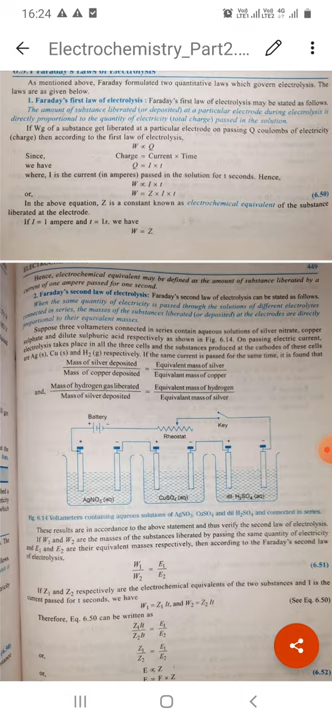 16:24
Vo) LTE1 Vo) LTE2 4G
Electrochemistry_Part2....
6.5.1 Faraday's Laws of Electrolysis
As mentioned above, Faraday formulated two quantitative laws which govern electrolysis. The
laws are as given below.
1. Faraday's first law of electrolysis : Faraday's first law of electrolysis may be stated as follows.
The amount of substance liberated (or deposited) at a particular electrode during electrolysis is
directly proportional to the quantity of electricity (total charge) passed in the solution.
If Wg of a substance get liberated at a particular electrode on passing Q coulombs of electricity
(charge) then according to the first law of electrolysis,
W ∝ Q
Since, Charge = Current × Time
we have Q = I × t
where, I is the current (in amperes) passed in the solution for t seconds. Hence,
W ∝ I × t
or, W = Z × I × t (6.50)
In the above equation, Z is a constant known as electrochemical equivalent of the substance
liberated at the electrode.
If I = 1 ampere and t = 1s. we have
W = Z.
449
Hence, electrochemical equivalent may be defined as the amount of substance liberated by a
current of one ampere passed for one second.
2. Faraday's second law of electrolysis: Faraday's second law of electrolysis can be stated as follows.
When the same quantity of electricity is passed through the solutions of different electrolytes
connected in series, the masses of the substances liberated (or deposited) at the electrodes are directly
proportional to their equivalent masses.
Suppose three voltameters connected in series contain aqueous solutions of silver nitrate, copper
sulphate and dilute sulphuric acid respectively as shown in Fig. 6.14. On passing electric current,
electrolysis takes place in all the three cells and the substances produced at the cathodes of these cells
are Ag (s), Cu (s) and H₂ (g) respectively. If the same current is passed for the same time, it is found that
Mass of silver deposited / Mass of copper deposited = Equivalent mass of silver / Equivalent mass of copper
and, Mass of hydrogen gas liberated / Mass of silver deposited = Equivalent mass of hydrogen / Equivalent mass of silver
Battery
Key
Rheostat
AgNO₃ (aq) CuSO₄ (aq) dil. H₂SO₄ (aq)
Fig. 6.14 Voltameters containing aqueous solutions of AgNO₃, CuSO₄ and dil H₂SO₄ and connected in series.
These results are in accordance to the above statement and thus verify the second law of electrolysis.
If W₁ and W₂ are the masses of the substances liberated by passing the same quantity of electricity
and E₁ and E₂ are their equivalent masses respectively, then according to the Faraday's second law
of electrolysis,
W₁ / W₂ = E₁ / E₂ (6.51)
If Z₁ and Z₂ respectively are the electrochemical equivalents of the two substances and I is the
current passed for t seconds, we have
W₁ = Z₁ It, and W₂ = Z₂ It (See Eq. 6.50)
Therefore, Eq. 6.50 can be written as
Z₁It / Z₂It = E₁ / E₂
or, Z₁ / Z₂ = E₁ / E₂
or, E ∝ Z
E = F × Z (6.52)